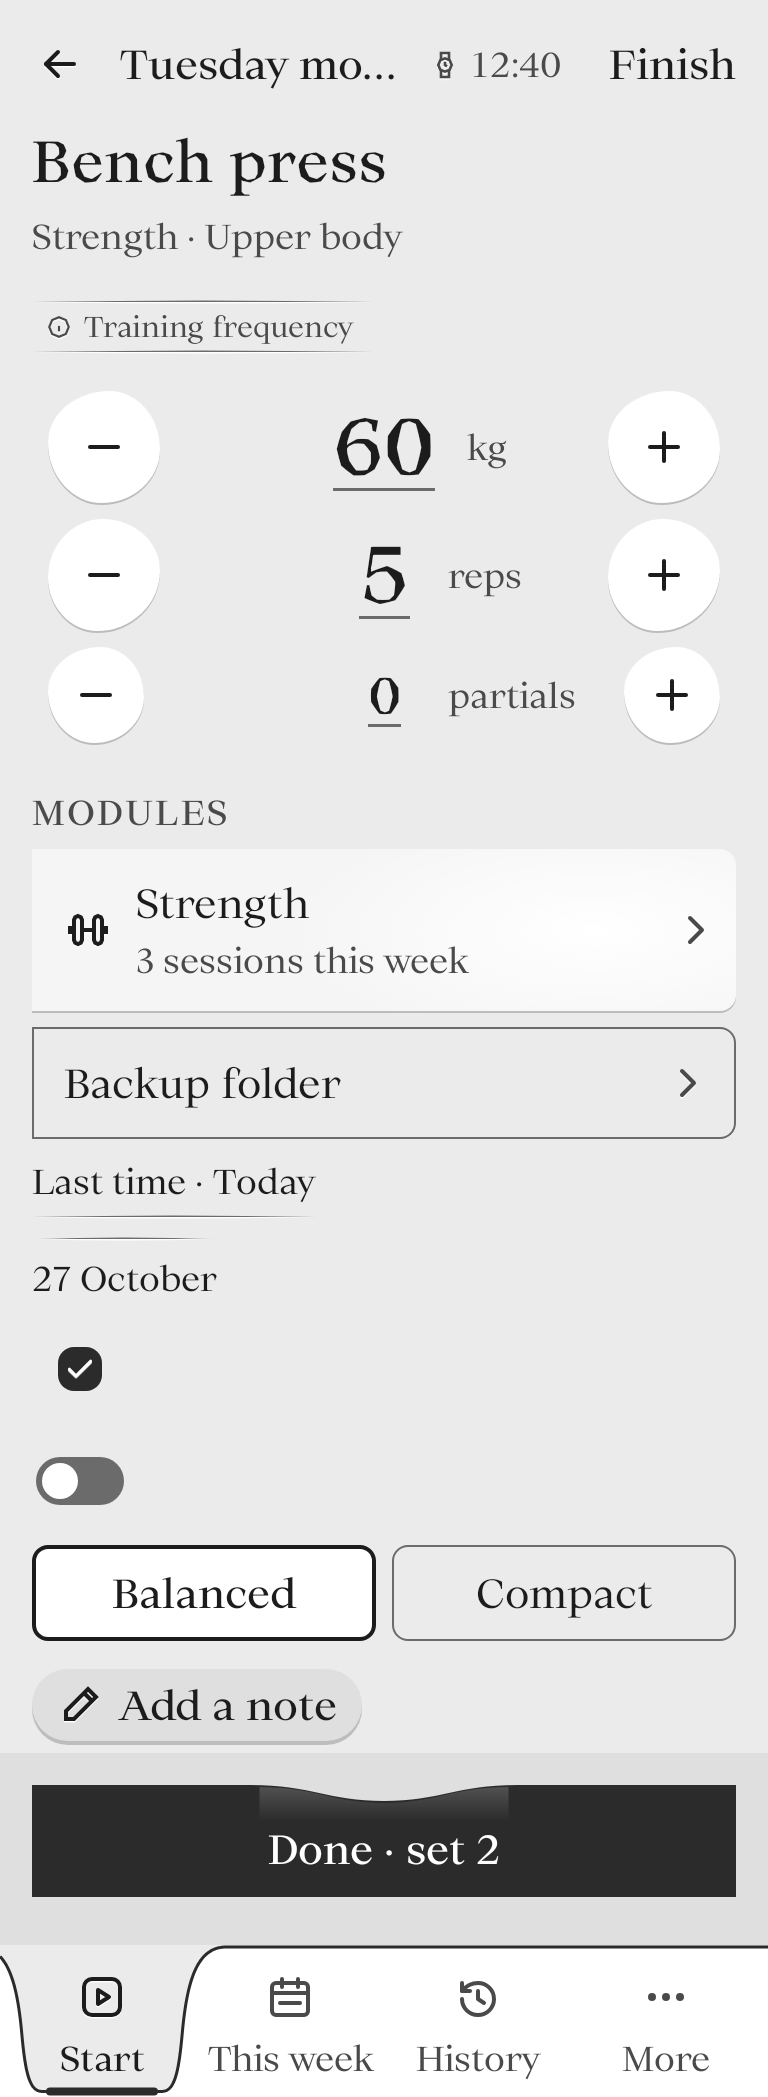 Tuesday mo... 12:40 Finish
Bench press
Strength · Upper body
Training frequency
60 kg
5 reps
0 partials
MODULES
Strength
3 sessions this week
Backup folder
Last time · Today
27 October
Balanced Compact
Add a note
Done · set 2
Start This week History More